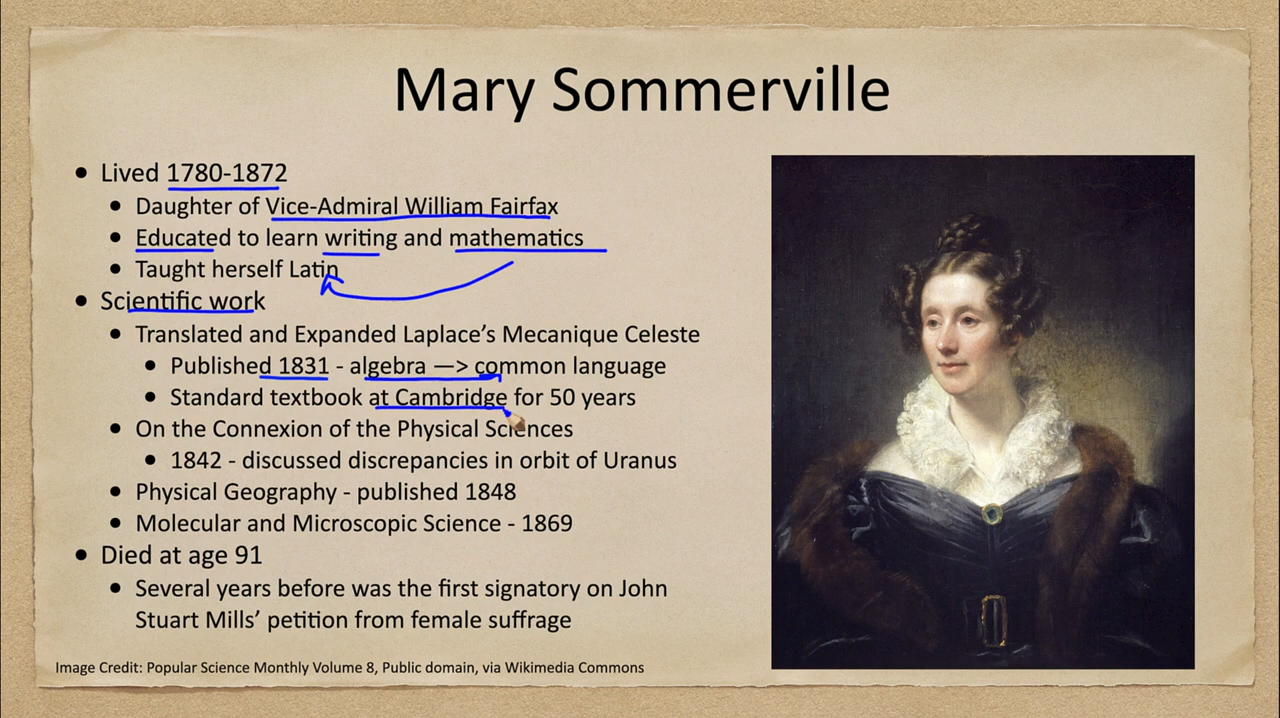 Mary Sommerville
• Lived 1780-1872
• Daughter of Vice-Admiral William Fairfax
• Educated to learn writing and mathematics
• Taught herself Latin
• Scientific work
• Translated and Expanded Laplace’s Mecanique Celeste
• Published 1831 - algebra —> common language
• Standard textbook at Cambridge for 50 years
• On the Connexion of the Physical Sciences
• 1842 - discussed discrepancies in orbit of Uranus
• Physical Geography - published 1848
• Molecular and Microscopic Science - 1869
• Died at age 91
• Several years before was the first signatory on John
Stuart Mills’ petition from female suffrage
Image Credit: Popular Science Monthly Volume 8, Public domain, via Wikimedia Commons